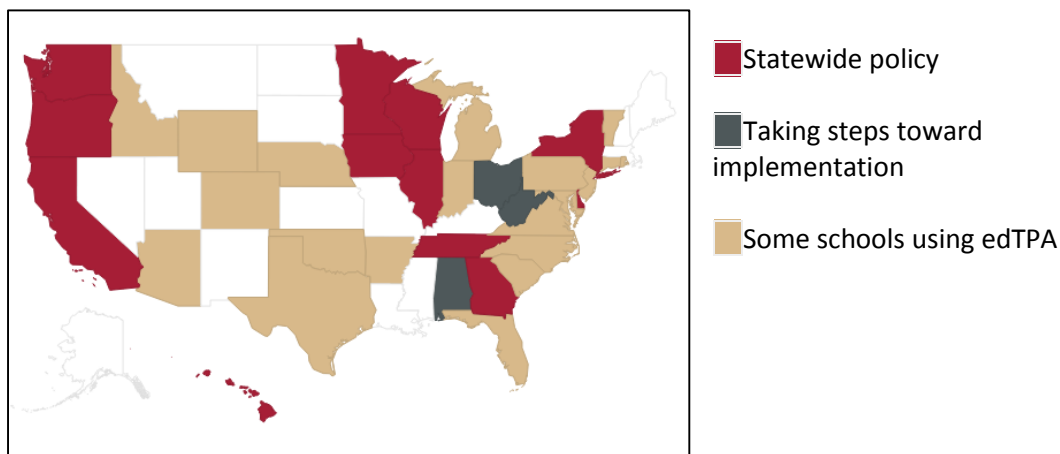 Statewide policy
Taking steps toward
implementation
Some schools using edTPA